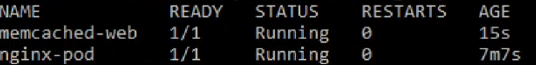 NAME READY STATUS RESTARTS AGE
memcached-web 1/1 Running 0 15s
nginx-pod 1/1 Running 0 7m7s